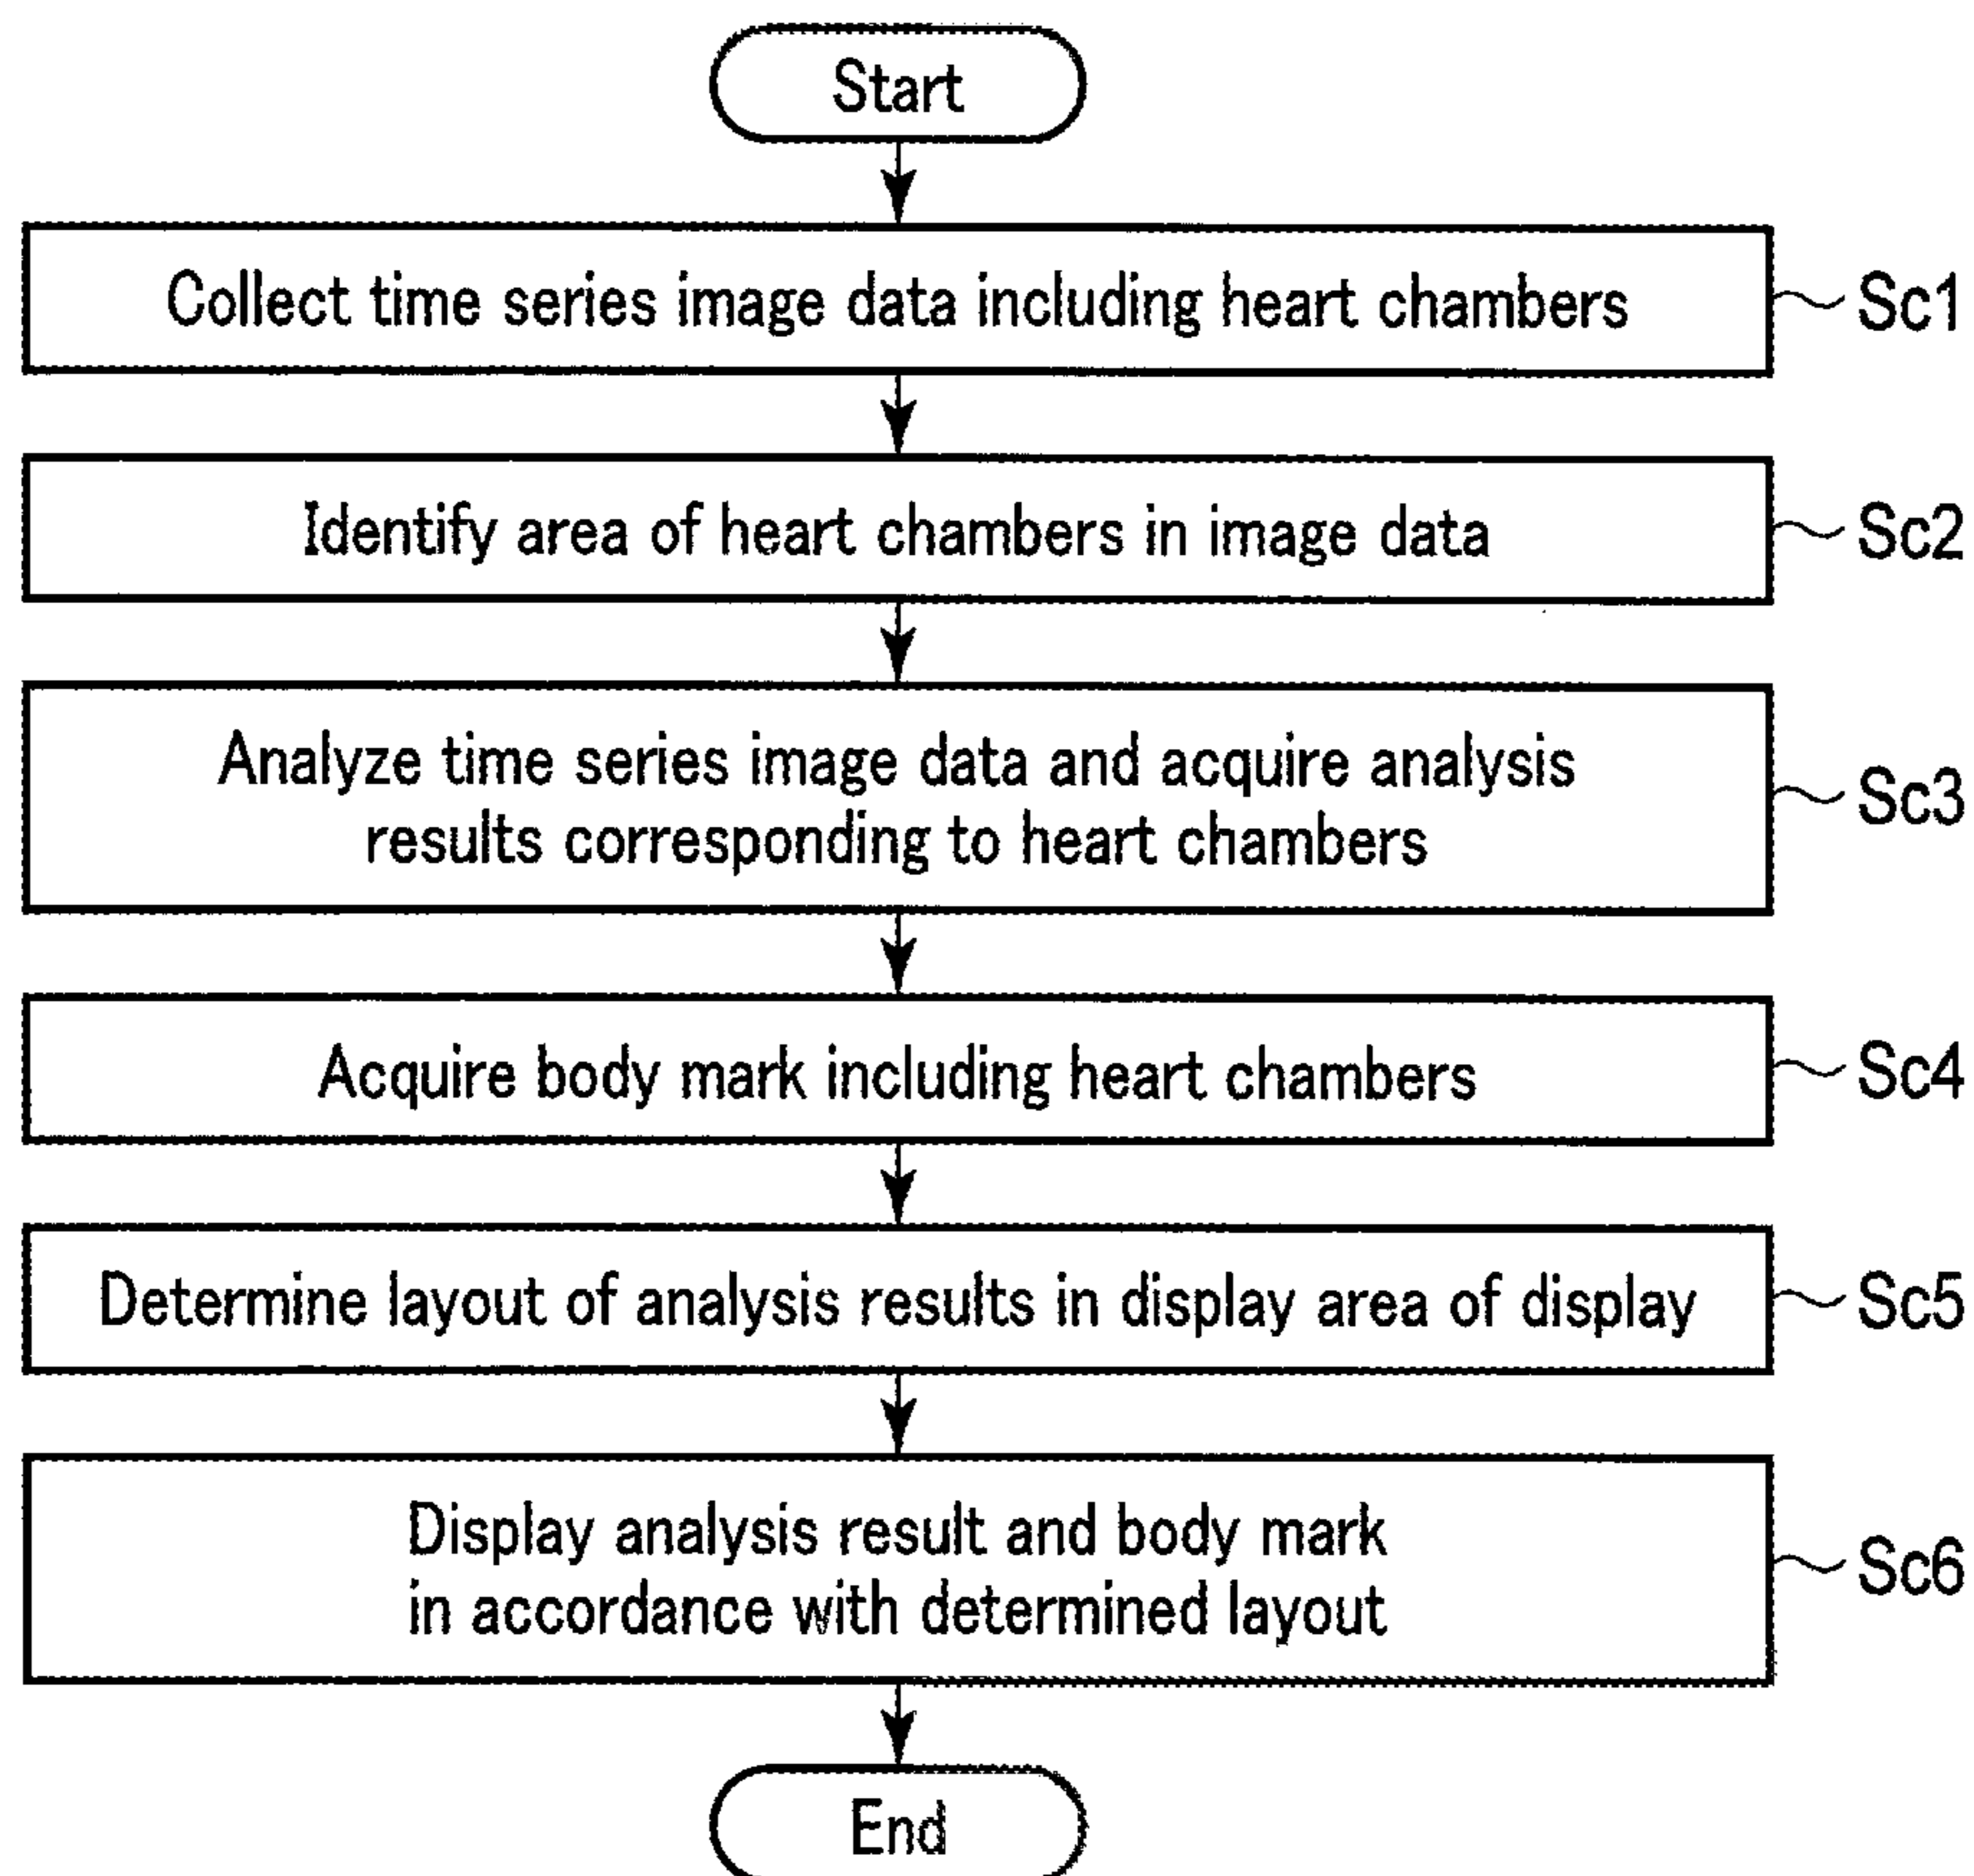 Start
Collect time series image data including heart chambers
Sc1
Identify area of heart chambers in image data
Sc2
Analyze time series image data and acquire analysis
results corresponding to heart chambers
Sc3
Acquire body mark including heart chambers
Sc4
Determine layout of analysis results in display area of display
Sc5
Display analysis result and body mark
in accordance with determined layout
Sc6
End